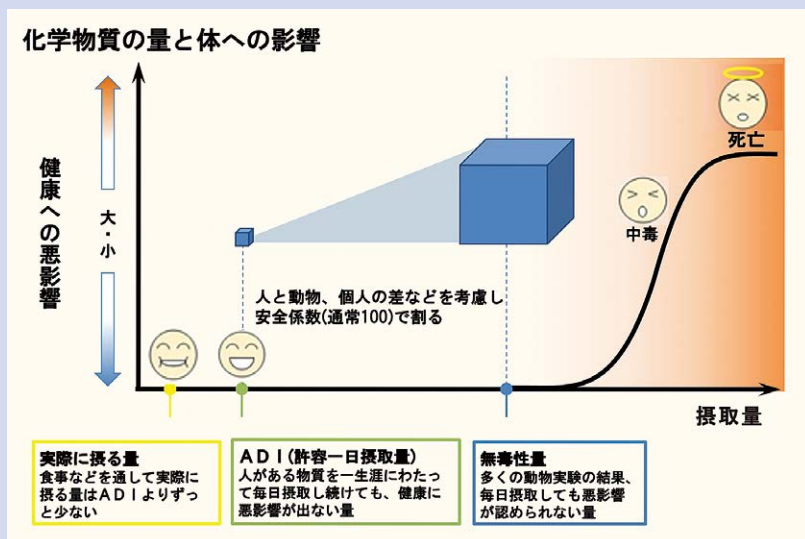 化学物質の量と体への影響
健康への悪影響
大・小
死亡
中毒
人と動物、個人の差などを考慮し
安全係数(通常100)で割る
摂取量
実際に摂る量
食事などを通して実際に
摂る量はADIよりずっ
と少ない
ADI(許容一日摂取量)
人がある物質を一生涯にわたっ
て毎日摂取し続けても、健康に
悪影響が出ない量
無毒性量
多くの動物実験の結果、
毎日摂取しても悪影響
が認められない量